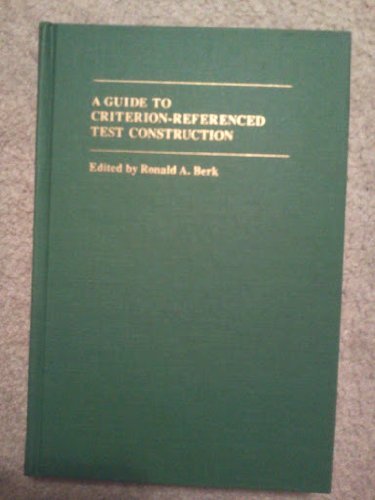 A GUIDE TO
CRITERION-REFERENCED
TEST CONSTRUCTION
Edited by Ronald A. Berk